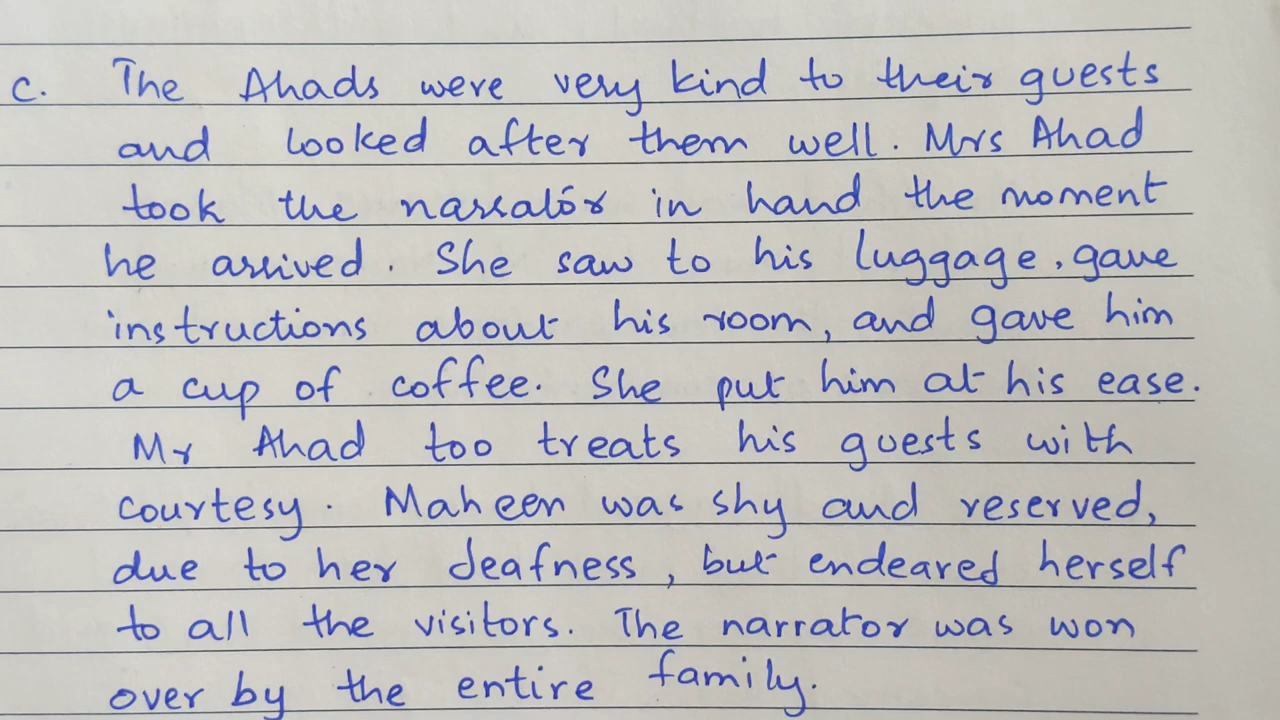 c. The Ahads were very kind to their guests
and looked after them well. Mrs Ahad
took the narrator in hand the moment
he arrived. She saw to his luggage, gave
instructions about his room, and gave him
a cup of coffee. She put him at his ease.
Mr Ahad too treats his guests with
courtesy. Maheen was shy and reserved,
due to her deafness, but endeared herself
to all the visitors. The narrator was won
over by the entire family.